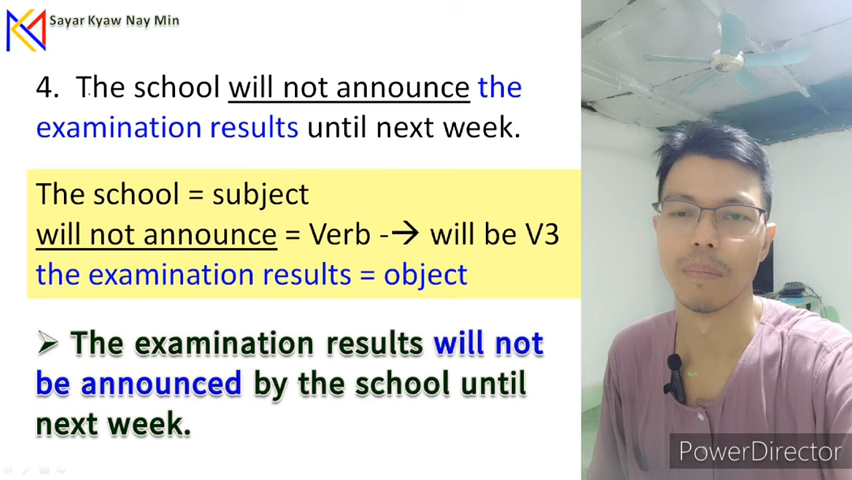 Sayar Kyaw Nay Min
4. The school will not announce the
examination results until next week.
The school = subject
will not announce = Verb -→ will be V3
the examination results = object
➢ The examination results will not
be announced by the school until
next week.
PowerDirector